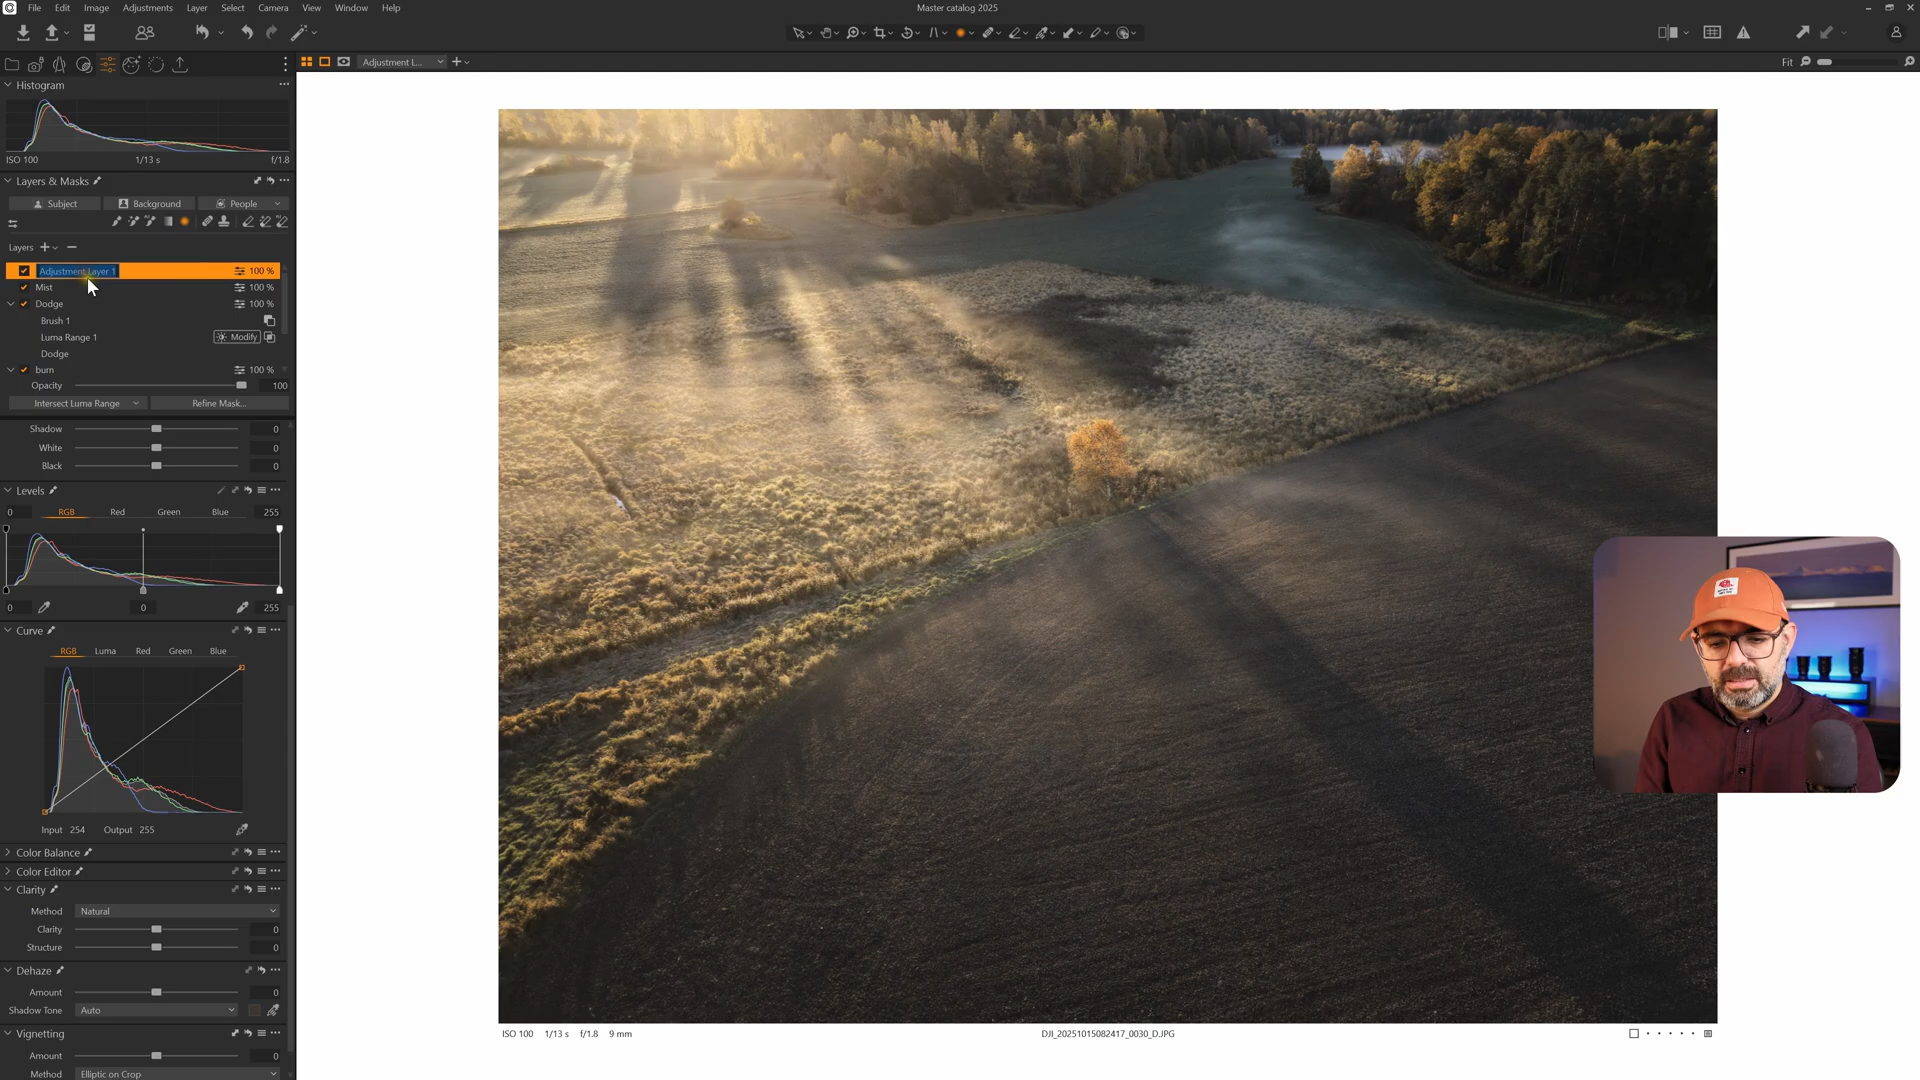 File Edit Image Adjustments Layer Select Camera View Window Help
Master catalog 2025
Adjustment L...
Fit
Histogram
ISO 100 1/13 s f/1.8
Layers & Masks
Subject Background People
Layers
Adjustment Layer 1 100 %
Mist 100 %
Dodge 100 %
Brush 1
Luma Range 1 Modify
Dodge
burn 100 %
Opacity 100
Intersect Luma Range Refine Mask...
Shadow 0
White 0
Black 0
Levels
0 RGB Red Green Blue 255
0 0 255
Curve
RGB Luma Red Green Blue
Input 254 Output 255
Color Balance
Color Editor
Clarity
Method Natural
Clarity 0
Structure 0
Dehaze
Amount 0
Shadow Tone Auto
Vignetting
Amount 0
Method Elliptic on Crop
ISO 100 1/13 s f/1.8 9 mm
DJI_20251015082417_0030_D.JPG